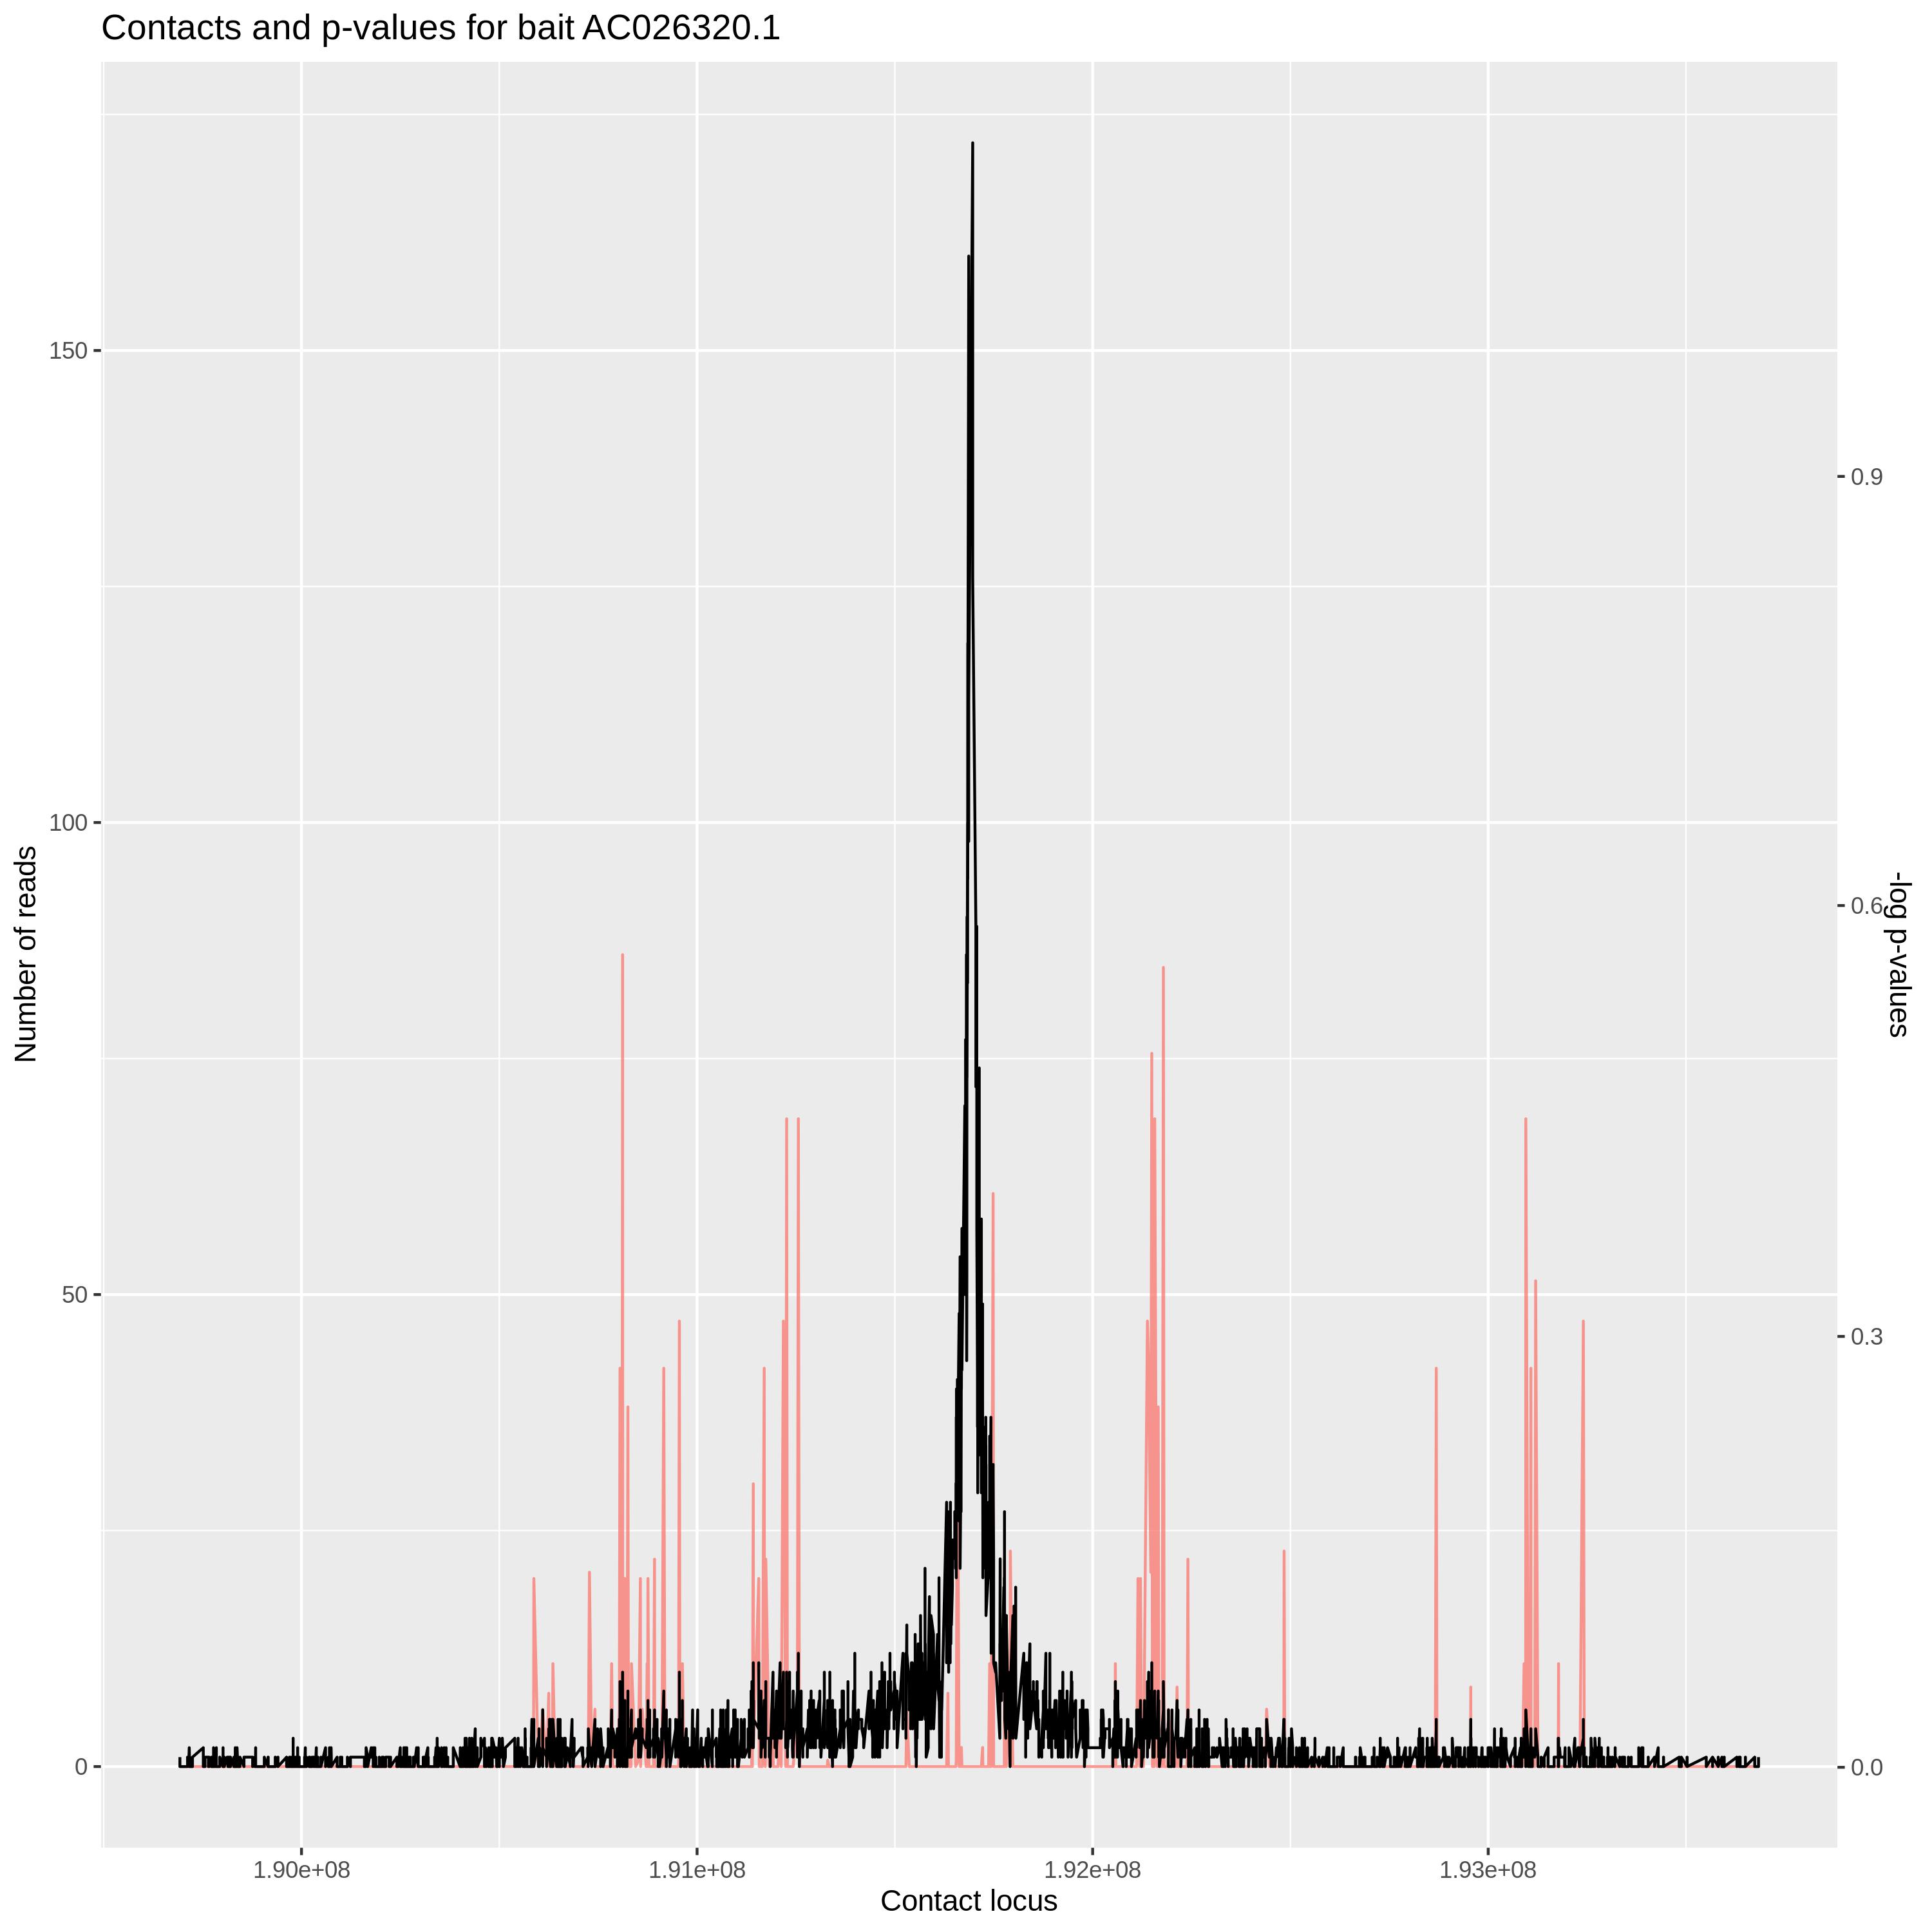 Contacts and p-values for bait AC026320.1
150
100
50
0
Number of reads
0.9
0.6
0.3
0.0
-log p-values
1.90e+08
1.91e+08
1.92e+08
1.93e+08
Contact locus